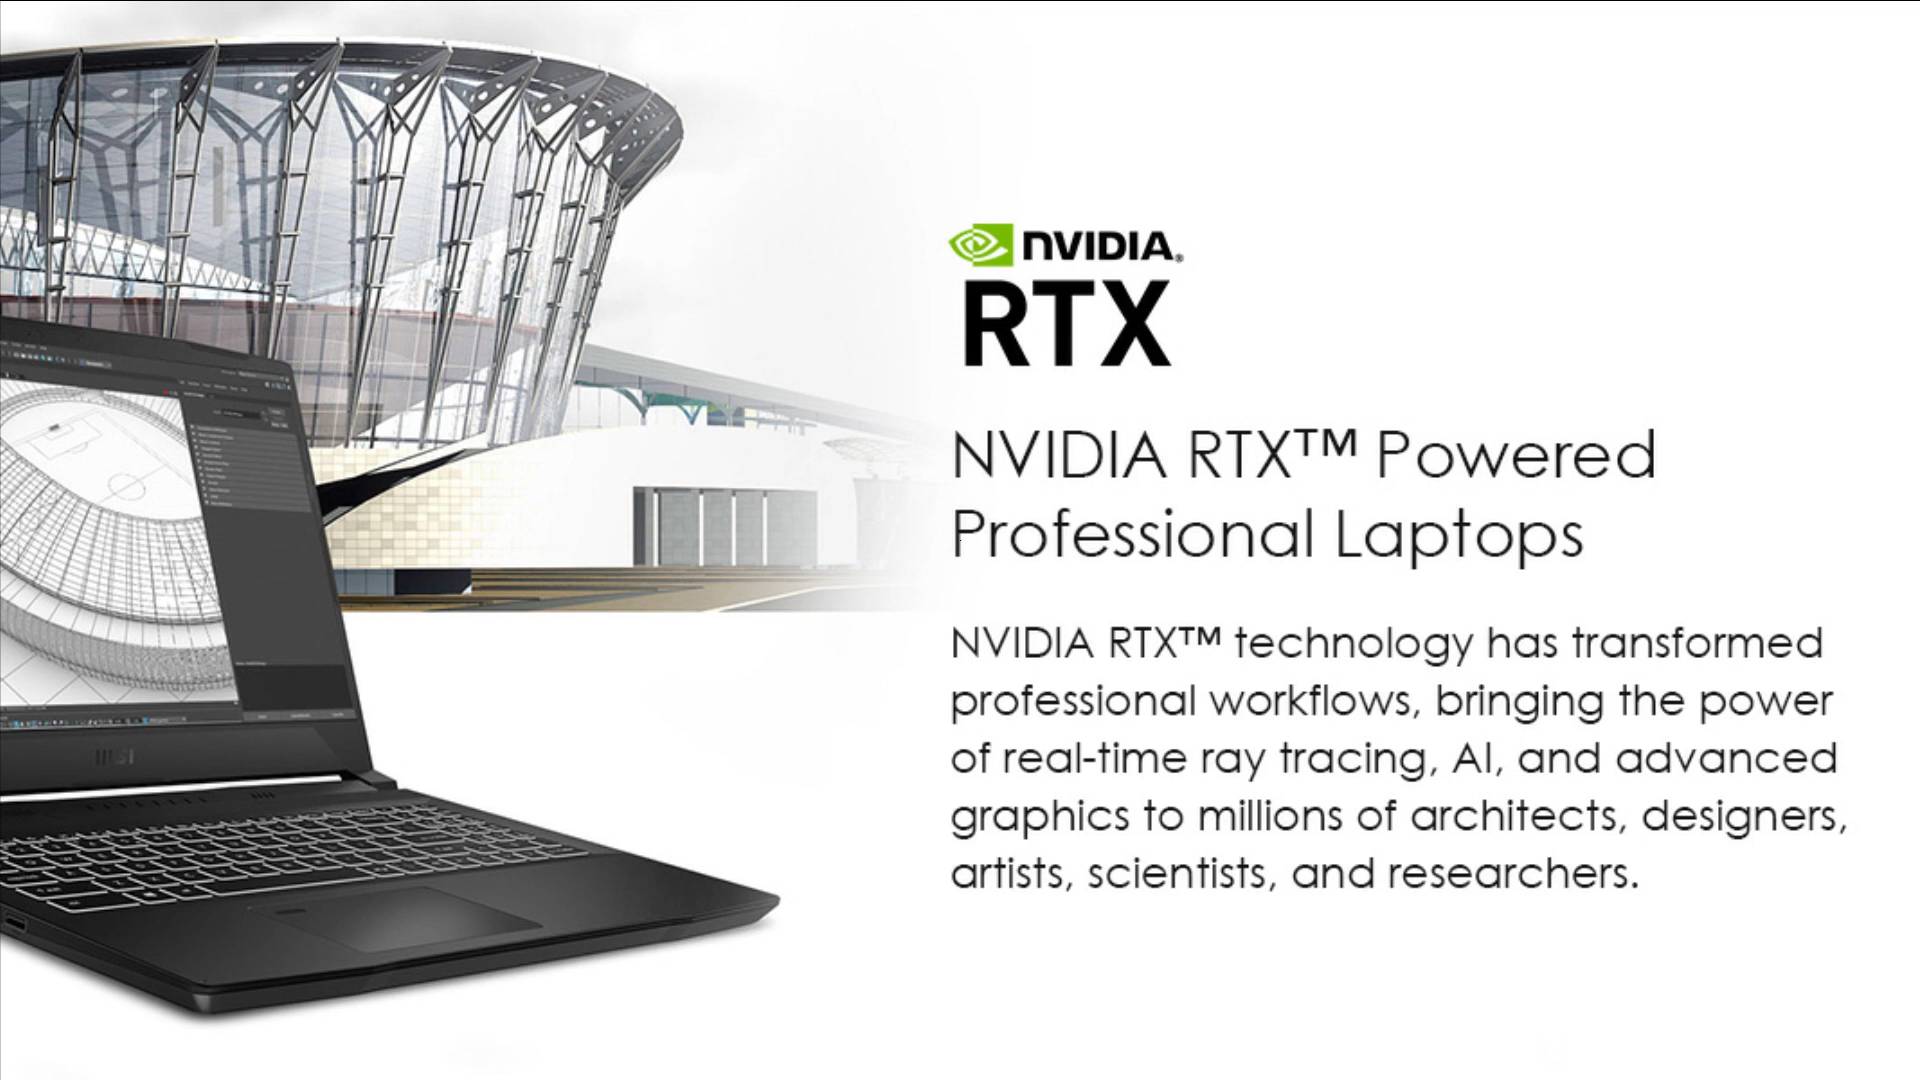 NVIDIA®
RTX
NVIDIA RTX™ Powered
Professional Laptops
NVIDIA RTX™ technology has transformed
professional workflows, bringing the power
of real-time ray tracing, AI, and advanced
graphics to millions of architects, designers,
artists, scientists, and researchers.
msi